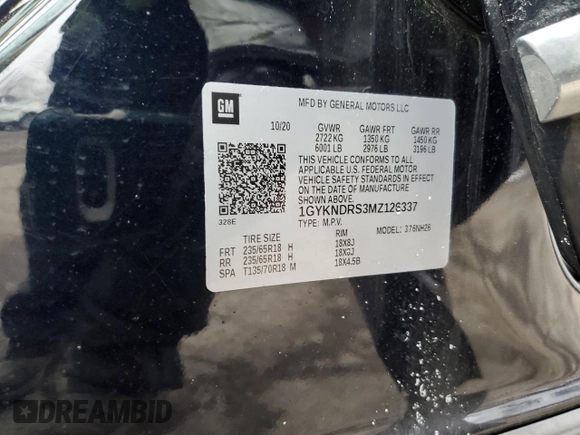 GM
MFD BY GENERAL MOTORS LLC
10/20 GVWR GAWR FRT GAWR RR
2722 KG 1350 KG 1450 KG
6001 LB 2976 LB 3196 LB
THIS VEHICLE CONFORMS TO ALL
APPLICABLE U.S. FEDERAL MOTOR
VEHICLE SAFETY STANDARDS IN EFFECT
ON THE DATE OF MANUFACTURE
SHOWN ABOVE.
1GYKNDRS3MZ128337
TYPE: M.P.V. MODEL: 376NH26
328E
TIRE SIZE RIM
FRT 235/65R18 H 18X8J
RR 235/65R18 H 18X8J
SPA T135/70R18 M 18X4.5B
DREAMBID